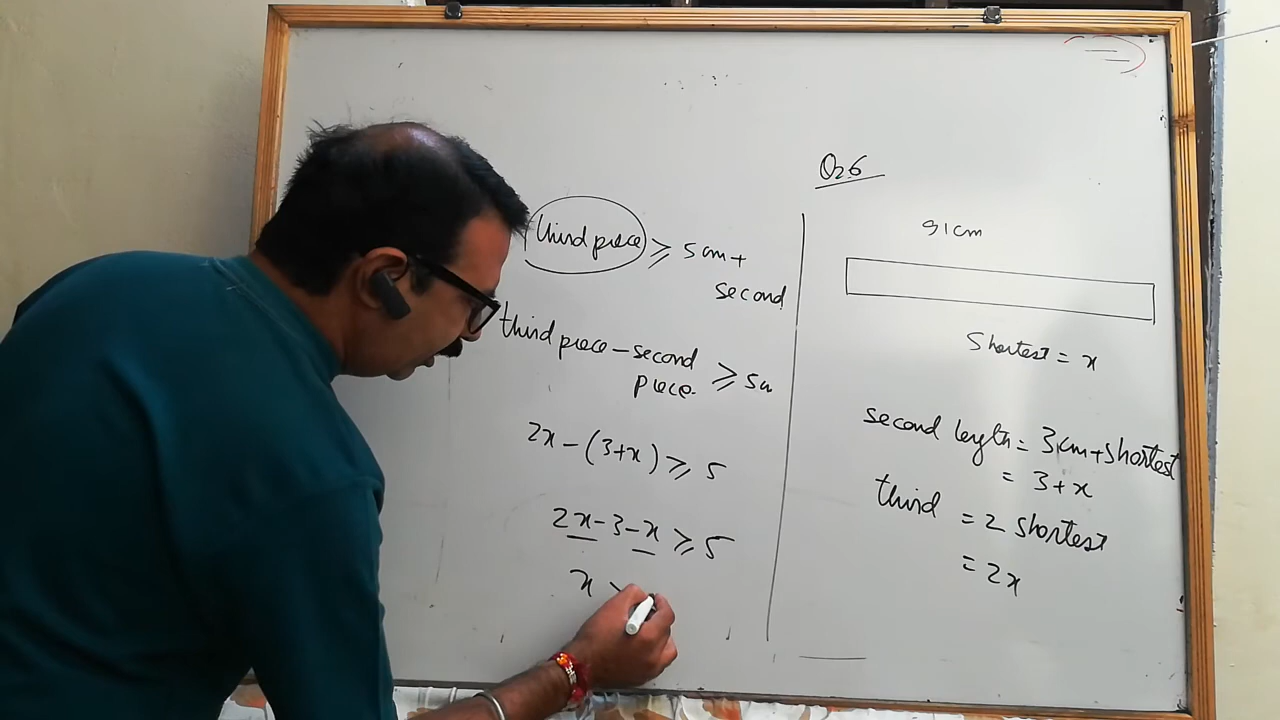 Q26
third piece ≥ 5cm +
second
third piece - second
piece. ≥ 5
2x - (3+x) ≥ 5
2x - 3 - x ≥ 5
x
91cm
Shortest = x
second length = 3cm + shortest
= 3 + x
third = 2 shortest
= 2x